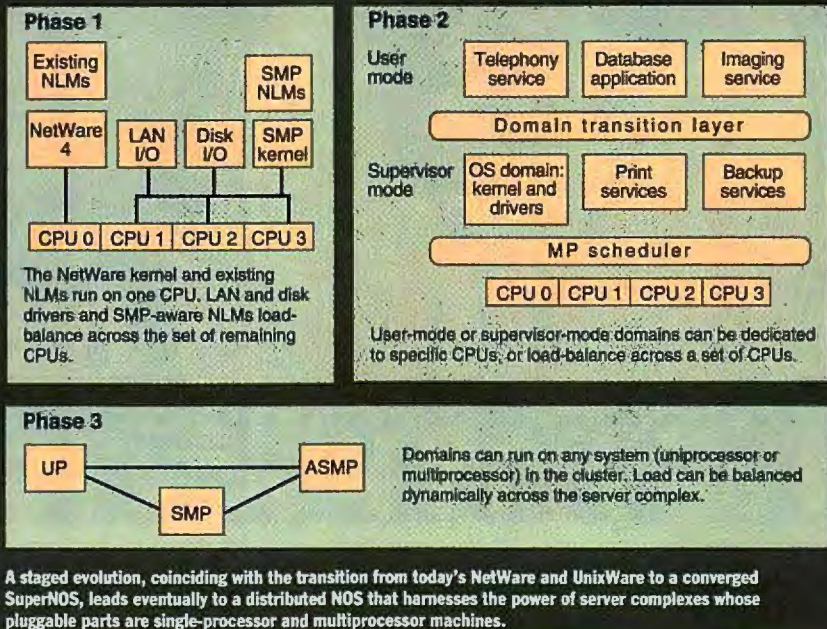 Phase 1
Existing
NLMs
SMP
NLMs
NetWare
4
LAN
I/O
Disk
I/O
SMP
kernel
CPU 0 CPU 1 CPU 2 CPU 3
The NetWare kernel and existing
NLMs run on one CPU. LAN and disk
drivers and SMP-aware NLMs load-
balance across the set of remaining
CPUs.
Phase 2
User
mode
Telephony
service
Database
application
Imaging
service
Domain transition layer
Supervisor
mode
OS domain:
kernel and
drivers
Print
services
Backup
services
MP scheduler
CPU 0 CPU 1 CPU 2 CPU 3
User-mode or supervisor-mode domains can be dedicated
to specific CPUs, or load-balance across a set of CPUs.
Phase 3
UP
ASMP
SMP
Domains can run on any system (uniprocessor or
multiprocessor) in the cluster. Load can be balanced
dynamically across the server complex.
A staged evolution, coinciding with the transition from today's NetWare and UnixWare to a converged
SuperNOS, leads eventually to a distributed NOS that harnesses the power of server complexes whose
pluggable parts are single-processor and multiprocessor machines.